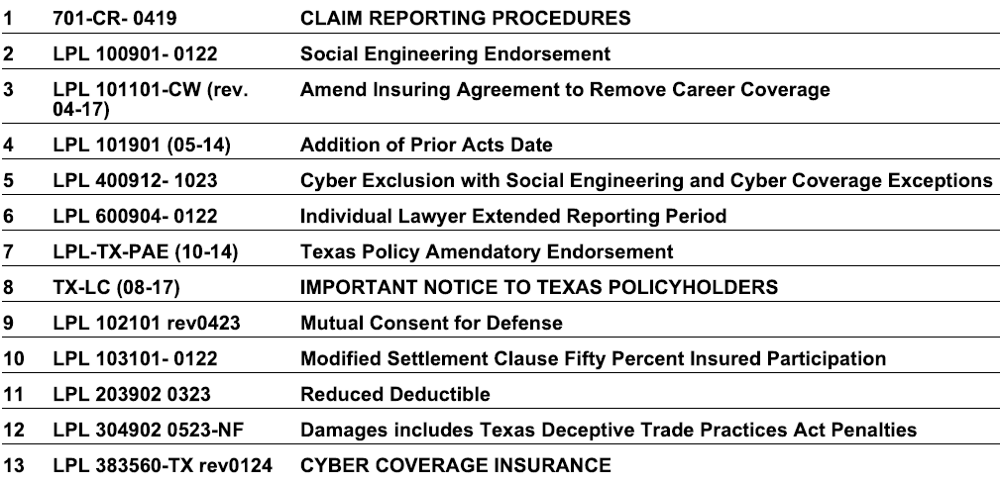 1 701-CR- 0419 CLAIM REPORTING PROCEDURES
2 LPL 100901- 0122 Social Engineering Endorsement
3 LPL 101101-CW (rev. 04-17) Amend Insuring Agreement to Remove Career Coverage
4 LPL 101901 (05-14) Addition of Prior Acts Date
5 LPL 400912- 1023 Cyber Exclusion with Social Engineering and Cyber Coverage Exceptions
6 LPL 600904- 0122 Individual Lawyer Extended Reporting Period
7 LPL-TX-PAE (10-14) Texas Policy Amendatory Endorsement
8 TX-LC (08-17) IMPORTANT NOTICE TO TEXAS POLICYHOLDERS
9 LPL 102101 rev0423 Mutual Consent for Defense
10 LPL 103101- 0122 Modified Settlement Clause Fifty Percent Insured Participation
11 LPL 203902 0323 Reduced Deductible
12 LPL 304902 0523-NF Damages includes Texas Deceptive Trade Practices Act Penalties
13 LPL 383560-TX rev0124 CYBER COVERAGE INSURANCE